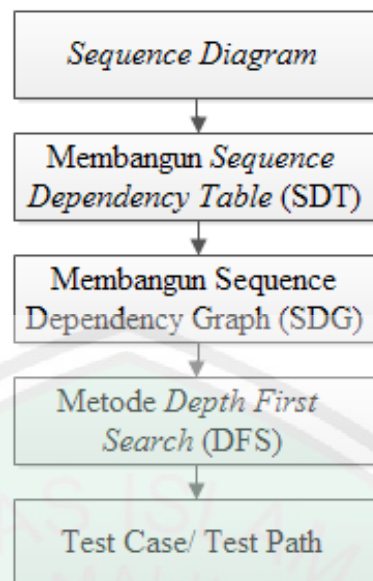 Sequence Diagram
Membangun Sequence
Dependency Table (SDT)
Membangun Sequence
Dependency Graph (SDG)
Metode Depth First
Search (DFS)
Test Case/ Test Path